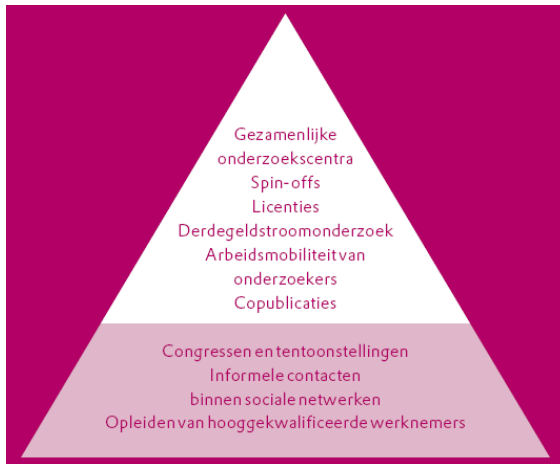 Gezamenlijke
onderzoekscentra
Spin-offs
Licenties
Derdegeldstroomonderzoek
Arbeidsmobiliteit van
onderzoekers
Copublicaties
Congressen en tentoonstellingen
Informele contacten
binnen sociale netwerken
Opleiden van hooggekwalificeerde werknemers